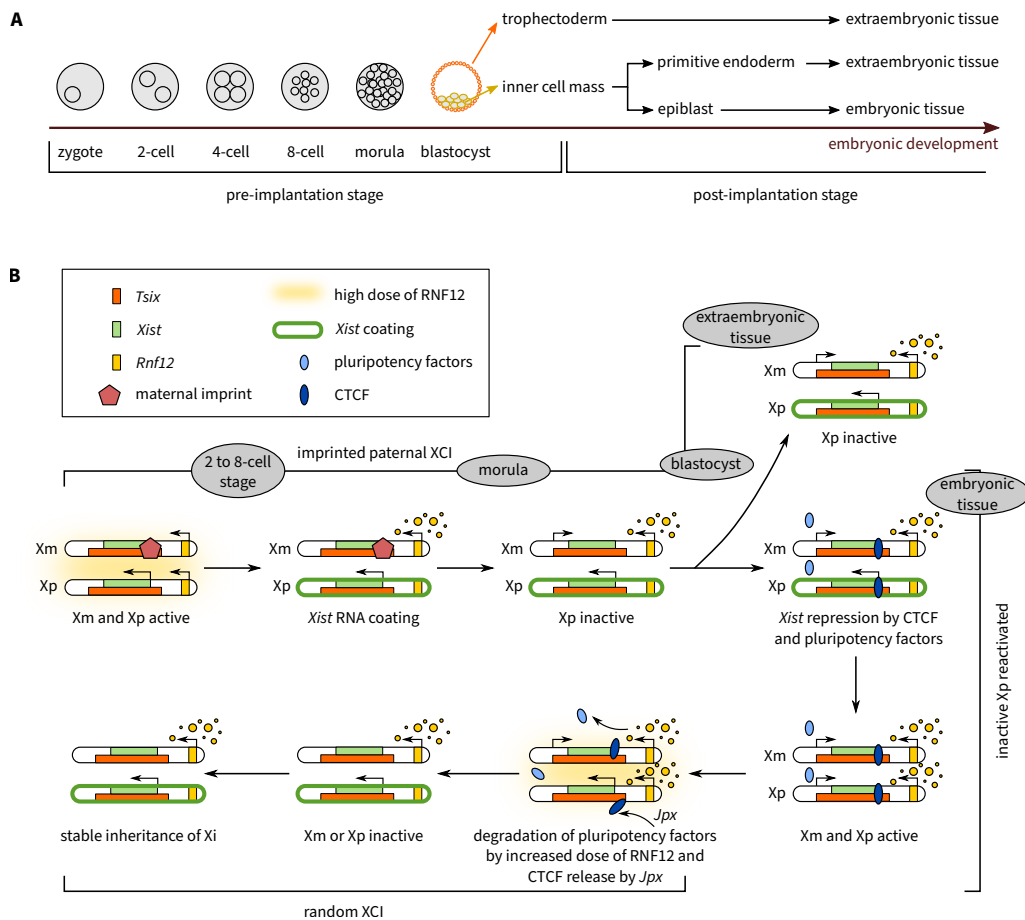 A
trophectoderm
extraembryonic tissue
inner cell mass
primitive endoderm
extraembryonic tissue
epiblast
embryonic tissue
embryonic development
zygote
2-cell
4-cell
8-cell
morula
blastocyst
pre-implantation stage
post-implantation stage
B
Tsix
Xist
Rnf12
maternal imprint
high dose of RNF12
Xist coating
pluripotency factors
CTCF
extraembryonic
tissue
Xm
Xp
Xp inactive
imprinted paternal XCI
2 to 8-cell
stage
morula
blastocyst
embryonic
tissue
Xm
Xp
Xm and Xp active
Xm
Xp
Xist RNA coating
Xm
Xp
Xp inactive
Xm
Xp
Xist repression by CTCF
and pluripotency factors
inactive Xp reactivated
Xm
Xp
Xm and Xp active
Jpx
degradation of pluripotency factors
by increased dose of RNF12 and
CTCF release by Jpx
Xm or Xp inactive
stable inheritance of Xi
random XCI